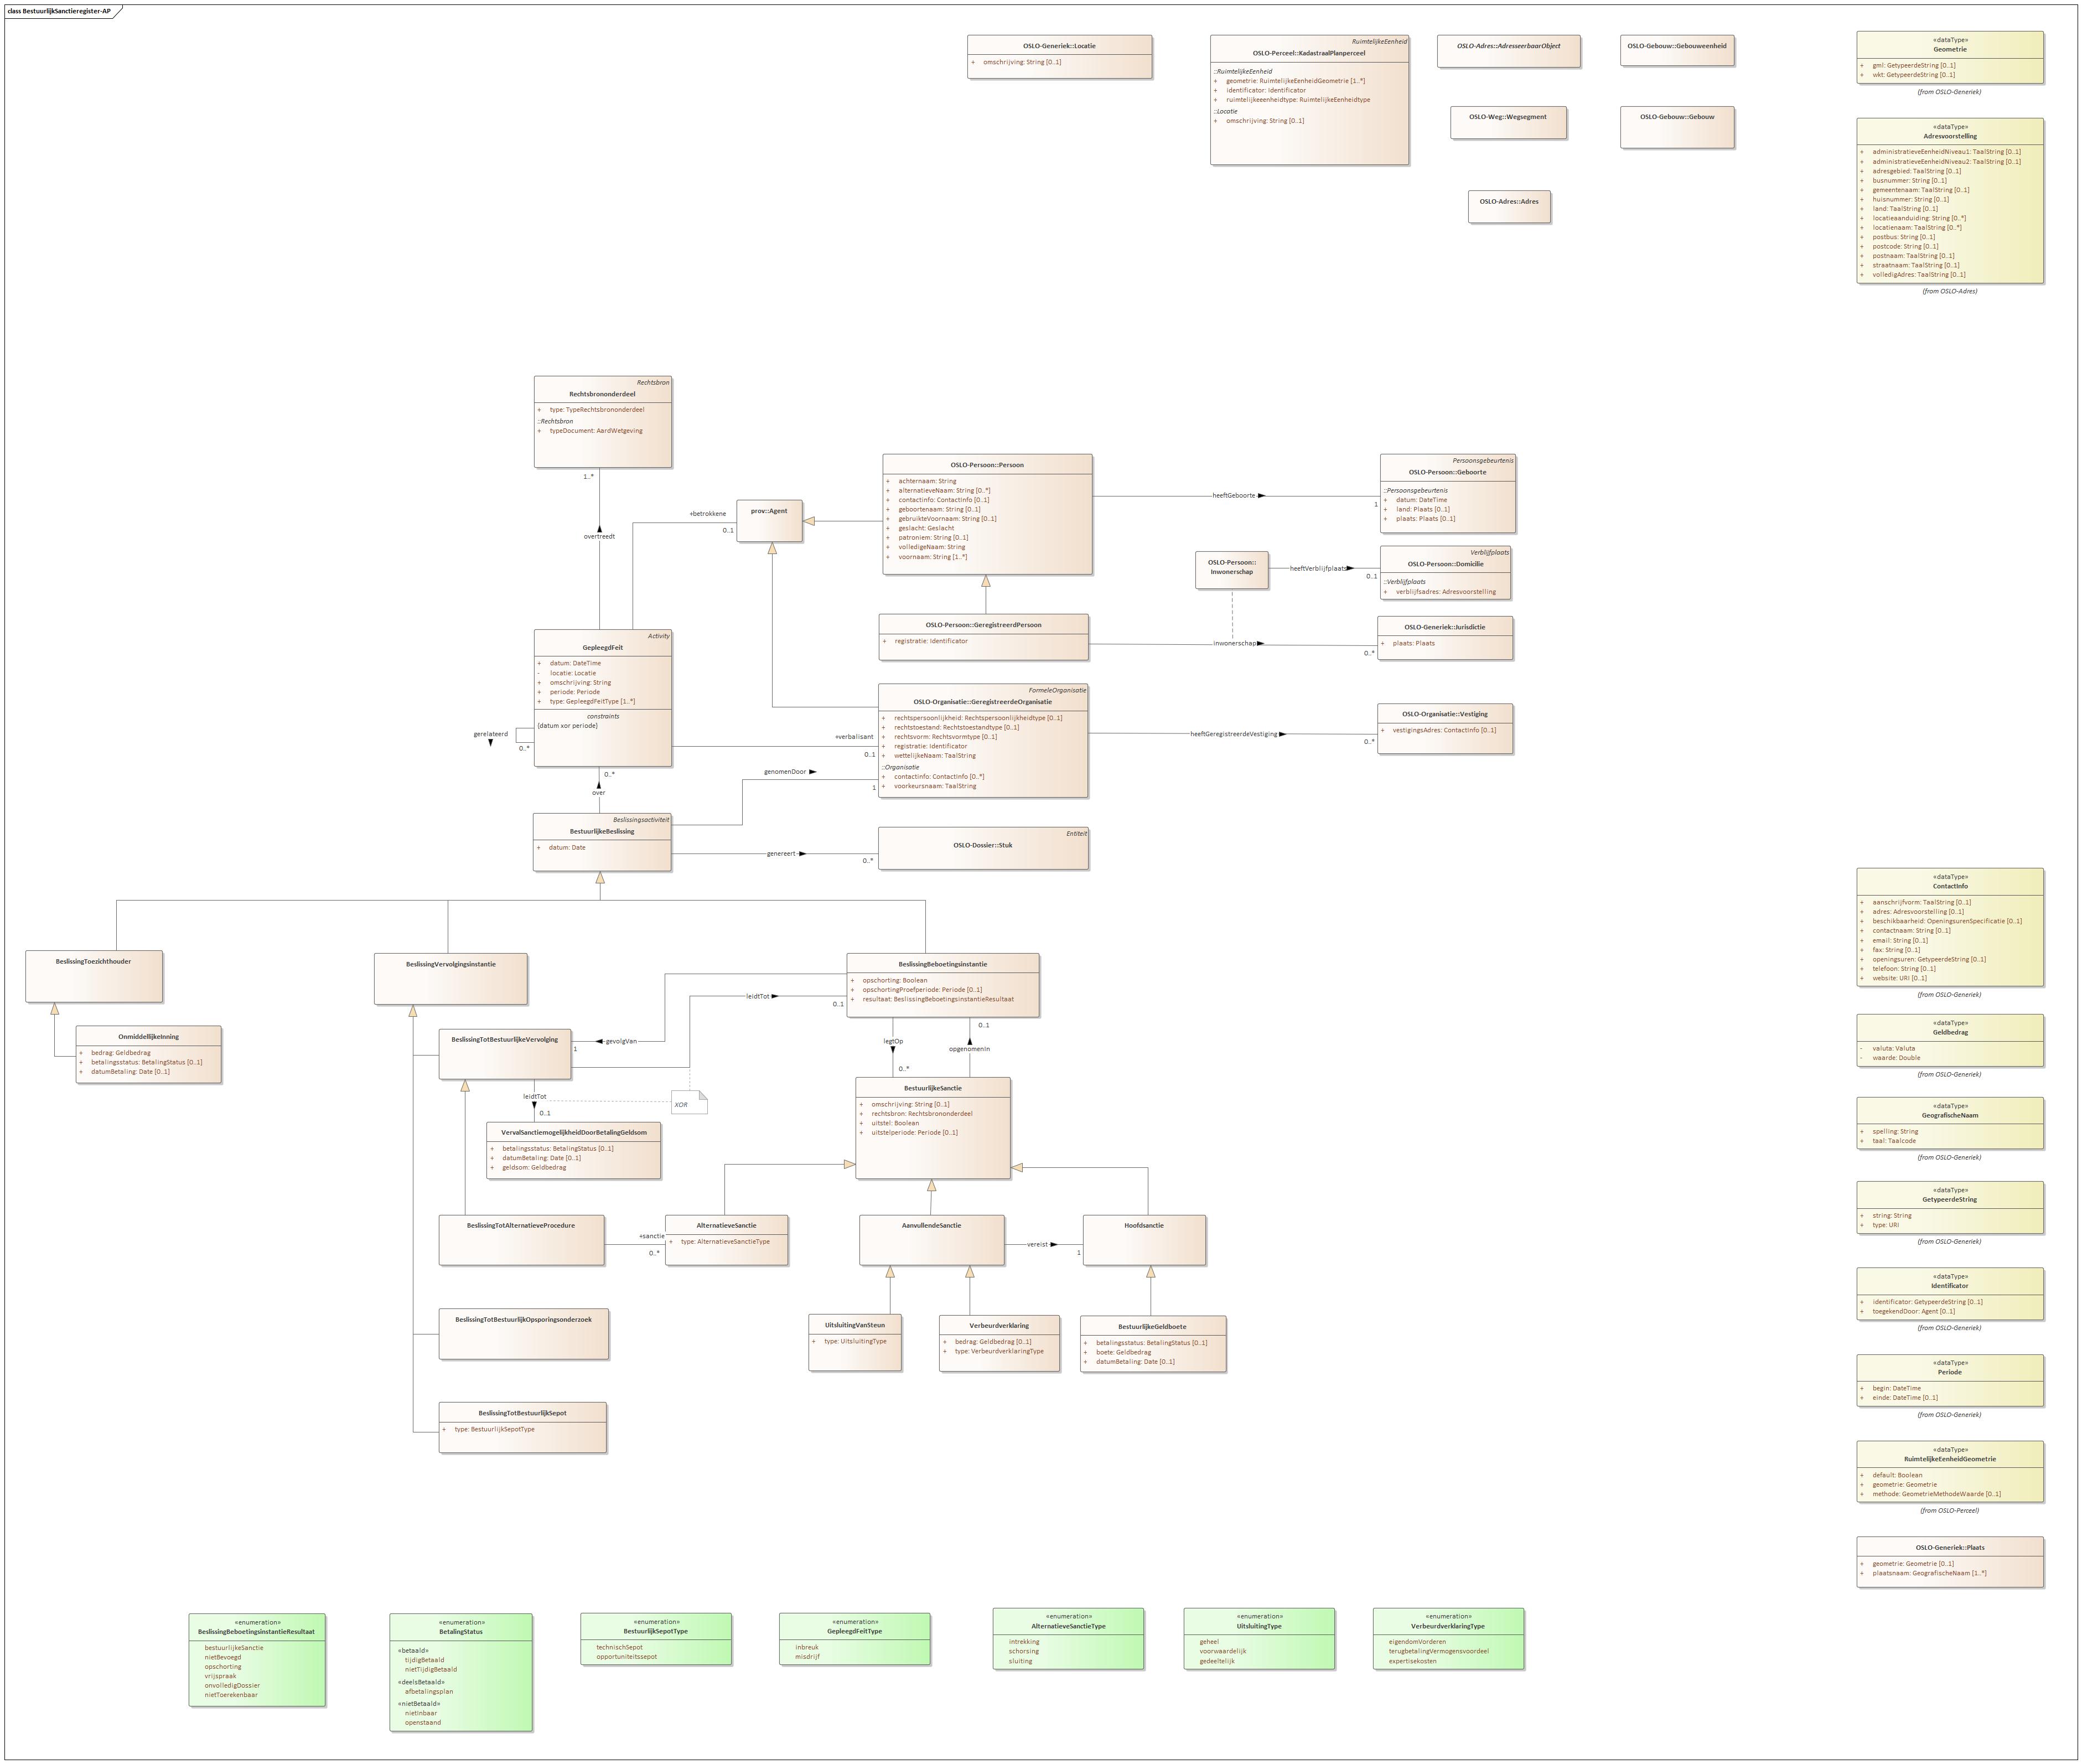 class BestuurlijkSanctieregister-AP
OSLO-Generiek::Locatie
+ omschrijving: String [0..1]
RuimtelijkeEenheid
OSLO-Perceel::KadastraalPlanperceel
::RuimtelijkeEenheid
+ geometrie: RuimtelijkeEenheidGeometrie [1..*]
+ identificator: Identificator
+ ruimtelijkeeenheidtype: RuimtelijkeEenheidtype
::Locatie
+ omschrijving: String [0..1]
OSLO-Adres::AdresseerbaarObject
OSLO-Gebouw::Gebouweenheid
OSLO-Weg::Wegsegment
OSLO-Gebouw::Gebouw
OSLO-Adres::Adres
«dataType»
Geometrie
+ gml: GetypeerdeString [0..1]
+ wkt: GetypeerdeString [0..1]
(from OSLO-Generiek)
«dataType»
Adresvoorstelling
+ administratieveEenheidNiveau1: TaalString [0..1]
+ administratieveEenheidNiveau2: TaalString [0..1]
+ adresgebied: TaalString [0..1]
+ busnummer: String [0..1]
+ gemeentenaam: TaalString [0..1]
+ huisnummer: String [0..1]
+ land: TaalString [0..1]
+ locatieaanduiding: String [0..*]
+ locatienaam: TaalString [0..*]
+ postbus: String [0..1]
+ postcode: String [0..1]
+ postnaam: TaalString [0..1]
+ straatnaam: TaalString [0..1]
+ volledigAdres: TaalString [0..1]
(from OSLO-Adres)
Rechtsbron
Rechtsbrononderdeel
+ type: TypeRechtsbrononderdeel
::Rechtsbron
+ typeDocument: AardWetgeving
1..*
overtreedt
+betrokkene
0..1
prov::Agent
OSLO-Persoon::Persoon
+ achternaam: String
+ alternatieveNaam: String [0..*]
+ contactinfo: ContactInfo [0..1]
+ geboortenaam: String [0..1]
+ gebruikteVoornaam: String [0..1]
+ geslacht: Geslacht
+ patroniem: String [0..1]
+ volledigeNaam: String
+ voornaam: String [1..*]
heeftGeboorte
1
Persoonsgebeurtenis
OSLO-Persoon::Geboorte
::Persoonsgebeurtenis
+ datum: DateTime
+ land: Plaats [0..1]
+ plaats: Plaats [0..1]
OSLO-Persoon::
Inwonerschap
heeftVerblijfplaats
0..1
Verblijfplaats
OSLO-Persoon::Domicilie
::Verblijfplaats
+ verblijfsadres: Adresvoorstelling
OSLO-Persoon::GeregistreerdPersoon
+ registratie: Identificator
inwonerschap
0..*
OSLO-Generiek::Jurisdictie
+ plaats: Plaats
Activity
GepleegdFeit
+ datum: DateTime
- locatie: Locatie
+ omschrijving: String
+ periode: Periode
+ type: GepleegdFeitType [1..*]
constraints
{datum xor periode}
gerelateerd
0..*
0..*
over
+verbalisant
0..1
FormeleOrganisatie
OSLO-Organisatie::GeregistreerdeOrganisatie
+ rechtspersoonlijkheid: Rechtspersoonlijkheidtype [0..1]
+ rechtstoestand: Rechtstoestandtype [0..1]
+ rechtsvorm: Rechtsvormtype [0..1]
+ registratie: Identificator
+ wettelijkeNaam: TaalString
::Organisatie
+ contactinfo: ContactInfo [0..*]
+ voorkeursnaam: TaalString
heeftGeregistreerdeVestiging
0..*
OSLO-Organisatie::Vestiging
+ vestigingsAdres: ContactInfo [0..1]
genomenDoor
1
Beslissingsactiviteit
BestuurlijkeBeslissing
+ datum: Date
genereert
0..*
Entiteit
OSLO-Dossier::Stuk
«dataType»
ContactInfo
+ aanschrijfvorm: TaalString [0..1]
+ adres: Adresvoorstelling [0..1]
+ beschikbaarheid: OpeningsurenSpecificatie [0..1]
+ contactnaam: String [0..1]
+ email: String [0..1]
+ fax: String [0..1]
+ openingsuren: GetypeerdeString [0..1]
+ telefoon: String [0..1]
+ website: URI [0..1]
(from OSLO-Generiek)
BeslissingToezichthouder
BeslissingVervolgingsinstantie
BeslissingBeboetingsinstantie
+ opschorting: Boolean
+ opschortingProefperiode: Periode [0..1]
+ resultaat: BeslissingBeboetingsinstantieResultaat
leidtTot
0..1
OnmiddellijkeInning
+ bedrag: Geldbedrag
+ betalingsstatus: BetalingStatus [0..1]
+ datumBetaling: Date [0..1]
BeslissingTotBestuurlijkeVervolging
1
gevolgVan
legtOp
0..*
0..1
opgenomenIn
«dataType»
Geldbedrag
- valuta: Valuta
- waarde: Double
(from OSLO-Generiek)
leidtTot
0..1
XOR
BestuurlijkeSanctie
+ omschrijving: String [0..1]
+ rechtsbron: Rechtsbrononderdeel
+ uitstel: Boolean
+ uitstelperiode: Periode [0..1]
VervalSanctiemogelijkheidDoorBetalingGeldsom
+ betalingsstatus: BetalingStatus [0..1]
+ datumBetaling: Date [0..1]
+ geldsom: Geldbedrag
«dataType»
GeografischeNaam
+ spelling: String
+ taal: Taalcode
(from OSLO-Generiek)
«dataType»
GetypeerdeString
+ string: String
+ type: URI
(from OSLO-Generiek)
BeslissingTotAlternatieveProcedure
+sanctie
0..*
AlternatieveSanctie
+ type: AlternatieveSanctieType
AanvullendeSanctie
vereist
1
Hoofdsanctie
«dataType»
Identificator
+ identificator: GetypeerdeString [0..1]
+ toegekendDoor: Agent [0..1]
(from OSLO-Generiek)
BeslissingTotBestuurlijkOpsporingsonderzoek
UitsluitingVanSteun
+ type: UitsluitingType
Verbeurdverklaring
+ bedrag: Geldbedrag [0..1]
+ type: VerbeurdverklaringType
BestuurlijkeGeldboete
+ betalingsstatus: BetalingStatus [0..1]
+ boete: Geldbedrag
+ datumBetaling: Date [0..1]
«dataType»
Periode
+ begin: DateTime
+ einde: DateTime [0..1]
(from OSLO-Generiek)
BeslissingTotBestuurlijkSepot
+ type: BestuurlijkSepotType
«dataType»
RuimtelijkeEenheidGeometrie
+ default: Boolean
+ geometrie: Geometrie
+ methode: GeometrieMethodeWaarde [0..1]
(from OSLO-Perceel)
OSLO-Generiek::Plaats
+ geometrie: Geometrie [0..1]
+ plaatsnaam: GeografischeNaam [1..*]
«enumeration»
BeslissingBeboetingsinstantieResultaat
bestuurlijkeSanctie
nietBevoegd
opschorting
vrijspraak
onvolledigDossier
nietToerekenbaar
«enumeration»
BetalingStatus
«betaald»
tijdigBetaald
nietTijdigBetaald
«deelsBetaald»
afbetalingsplan
«nietBetaald»
nietInbaar
openstaand
«enumeration»
BestuurlijkSepotType
technischSepot
opportuniteitssepot
«enumeration»
GepleegdFeitType
inbreuk
misdrijf
«enumeration»
AlternatieveSanctieType
intrekking
schorsing
sluiting
«enumeration»
UitsluitingType
geheel
voorwaardelijk
gedeeltelijk
«enumeration»
VerbeurdverklaringType
eigendomVorderen
terugbetalingVermogensvoordeel
expertisekosten